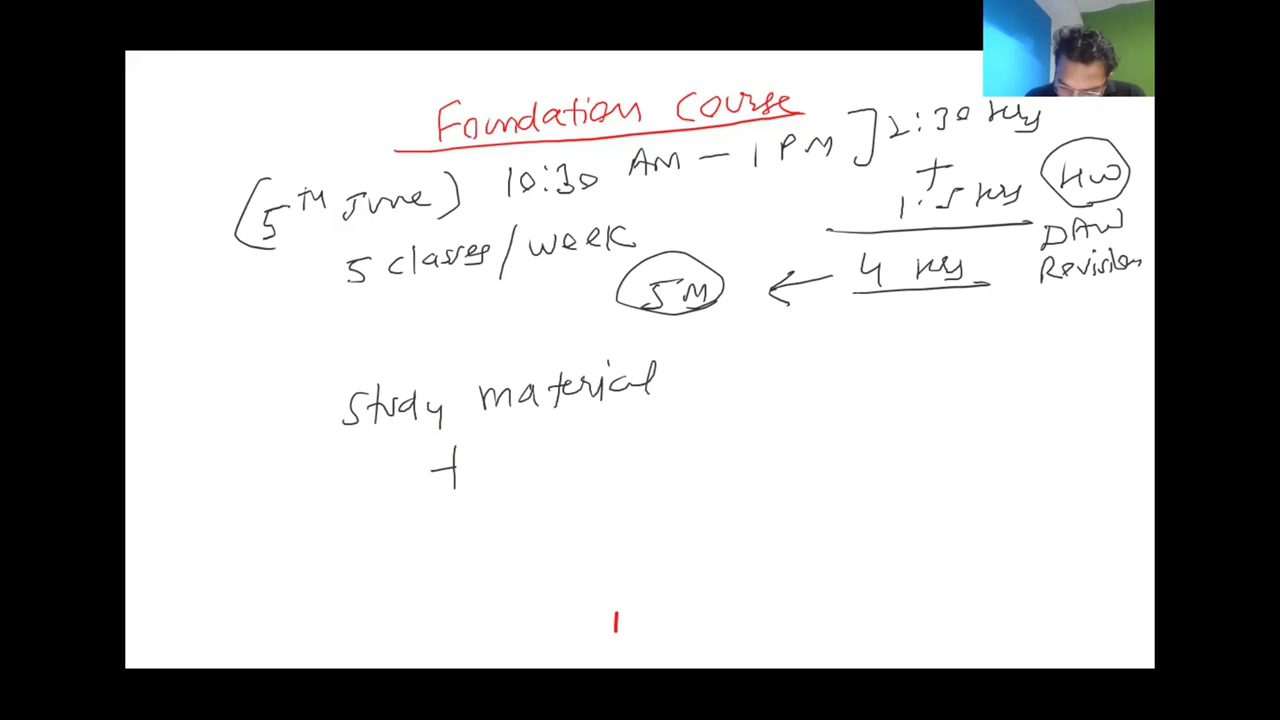 Foundation Course
(5TH June) 10:30 AM - 1 PM ] 2:30 Hrs
+
1.5 Hrs HW
DAW
Revision
5 classes/week
5M ← 4 Hrs
Study material
+
1